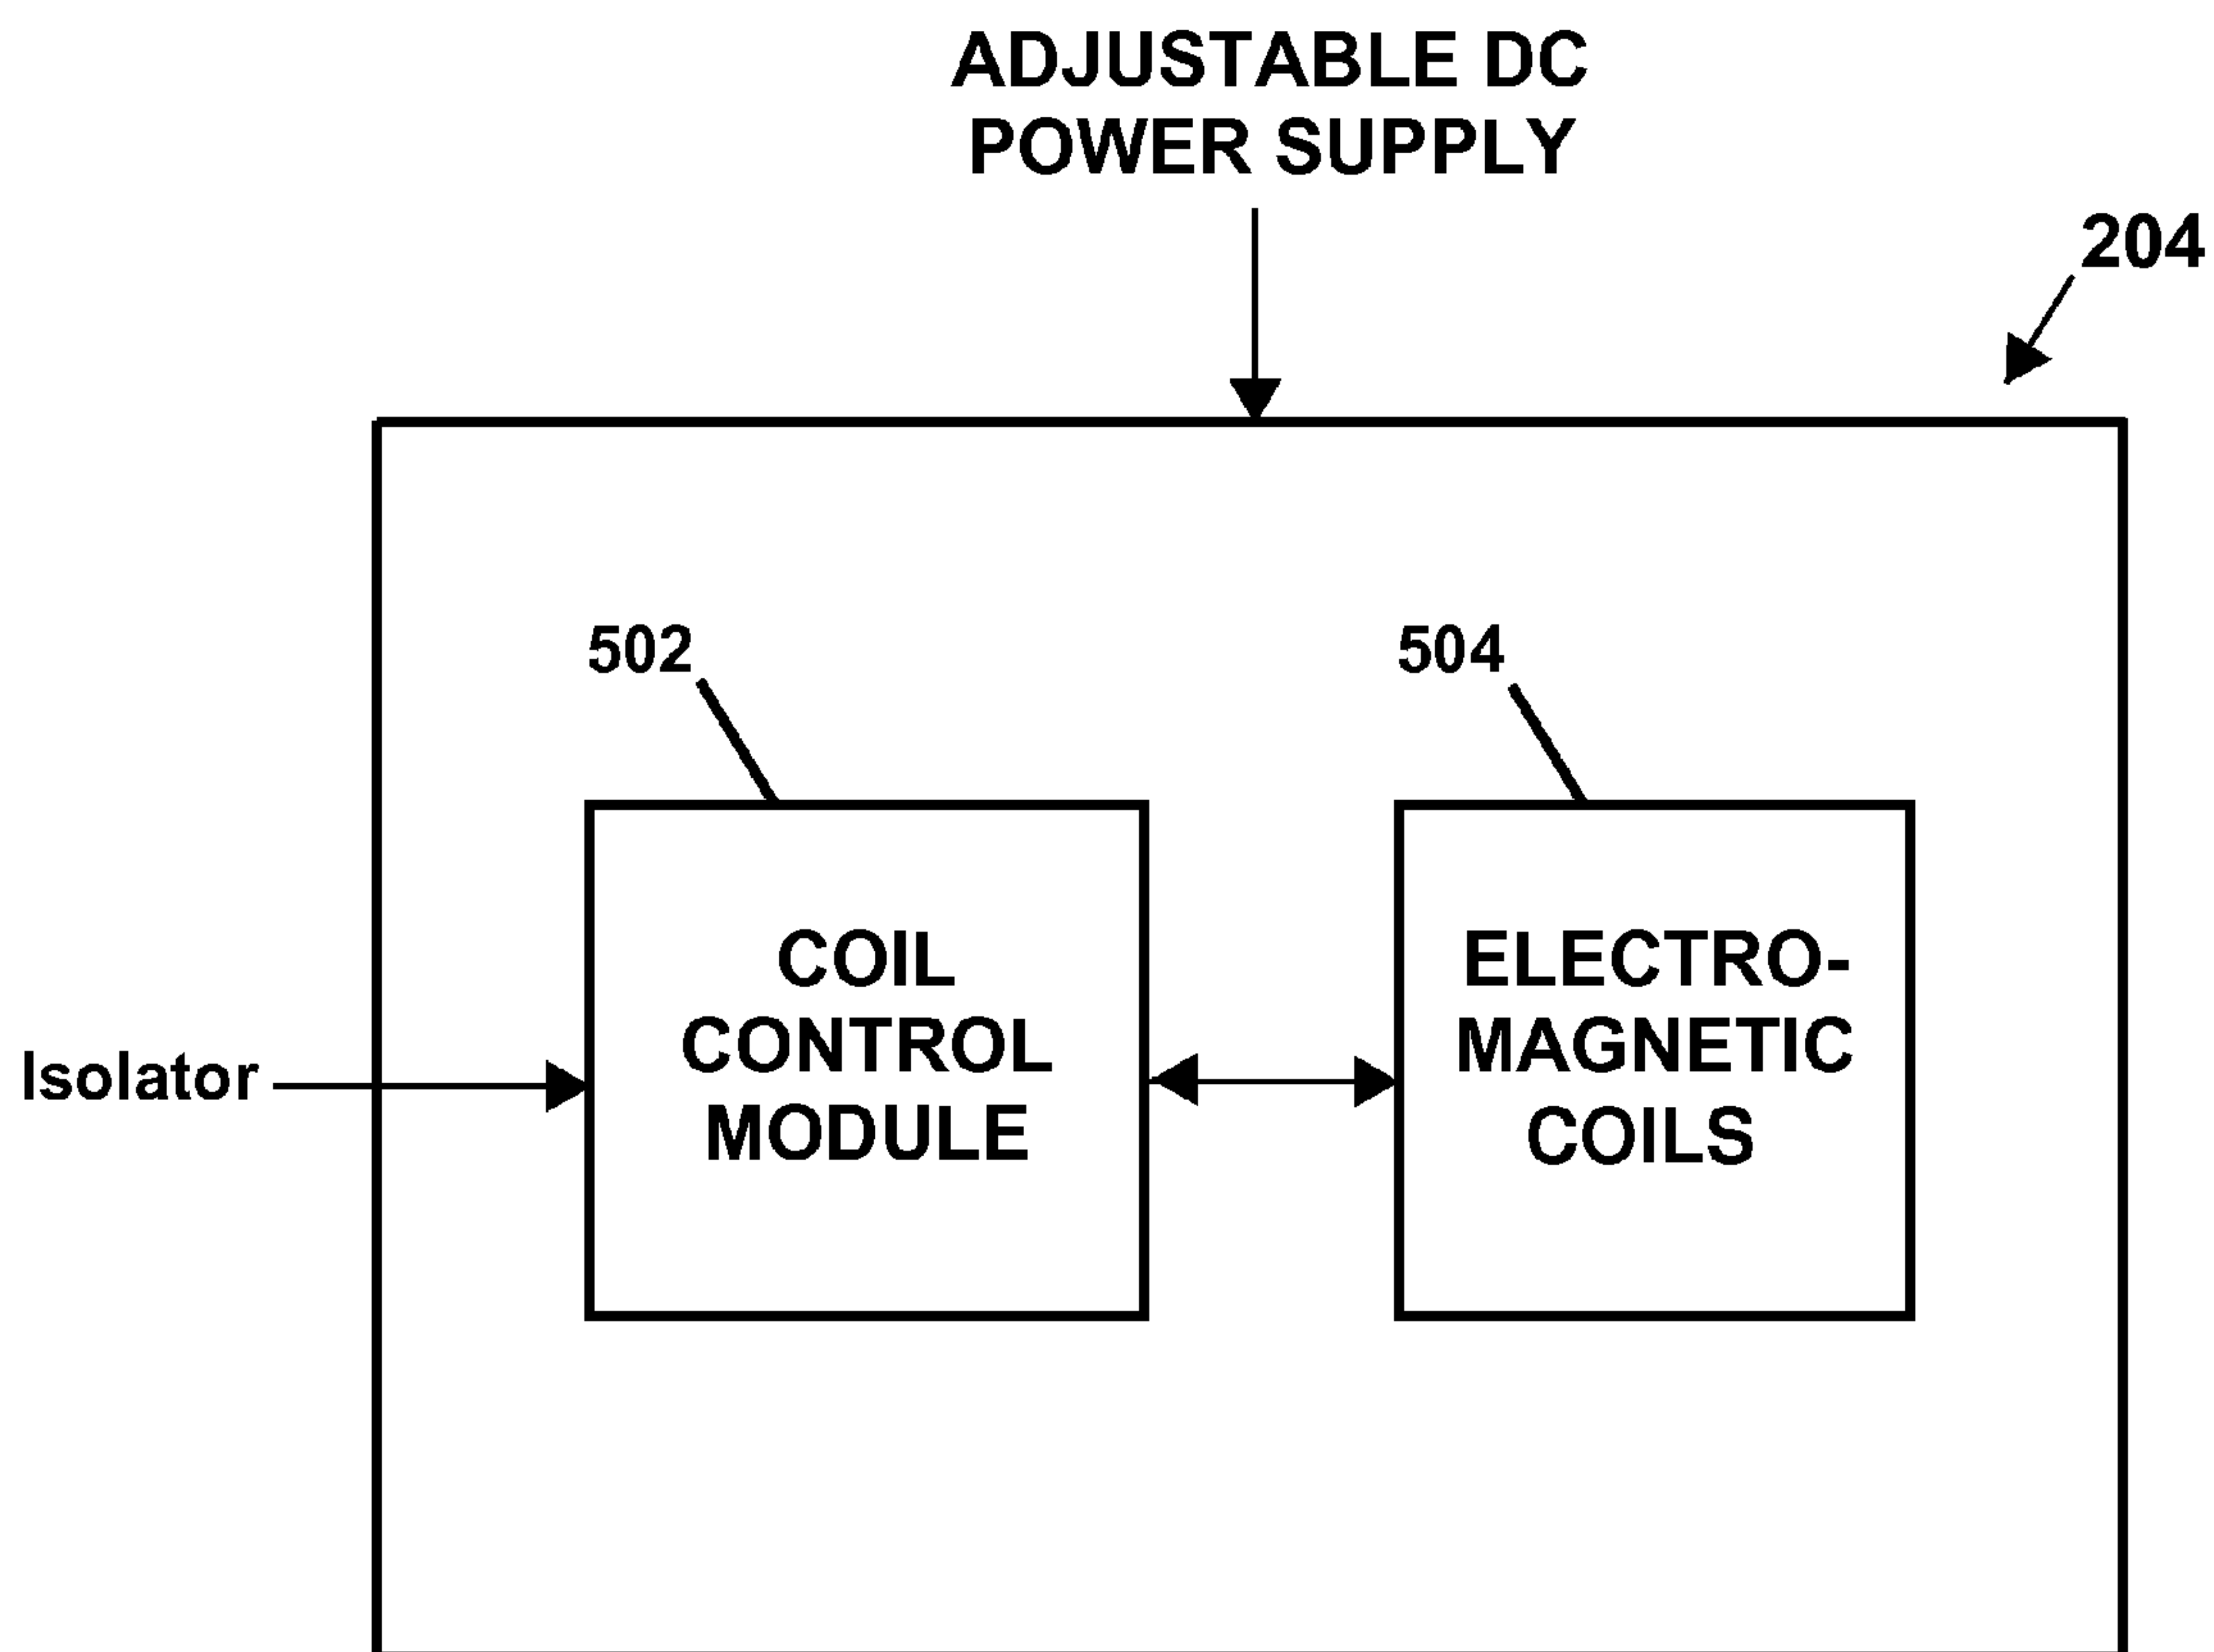 ADJUSTABLE DC
POWER SUPPLY
204
502
504
COIL
CONTROL
MODULE
ELECTRO-
MAGNETIC
COILS
Isolator